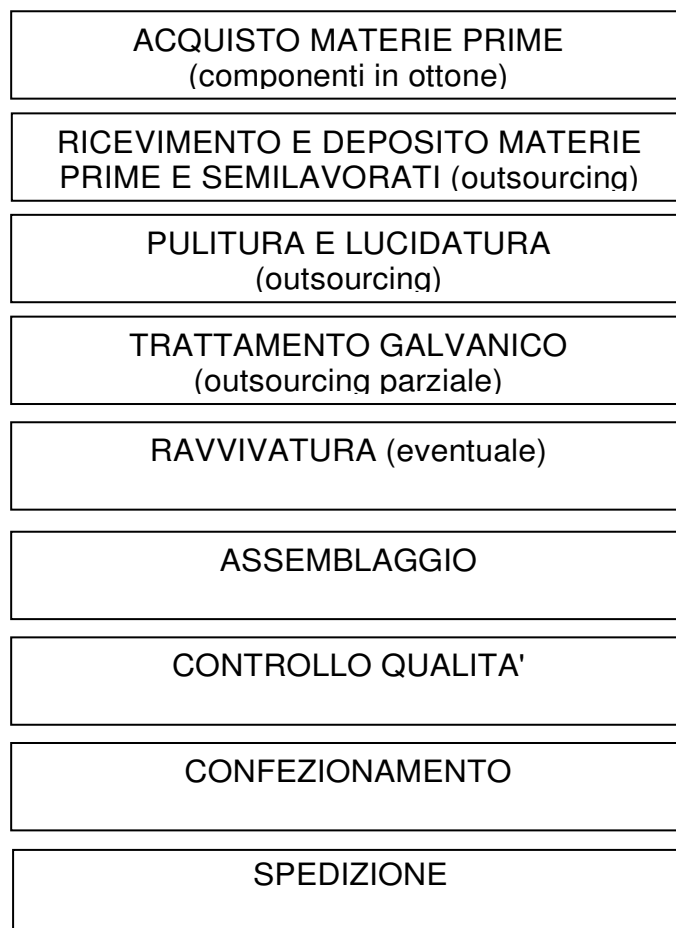 ACQUISTO MATERIE PRIME
(componenti in ottone)
RICEVIMENTO E DEPOSITO MATERIE
PRIME E SEMILAVORATI (outsourcing)
PULITURA E LUCIDATURA
(outsourcing)
TRATTAMENTO GALVANICO
(outsourcing parziale)
RAVVIVATURA (eventuale)
ASSEMBLAGGIO
CONTROLLO QUALITA'
CONFEZIONAMENTO
SPEDIZIONE